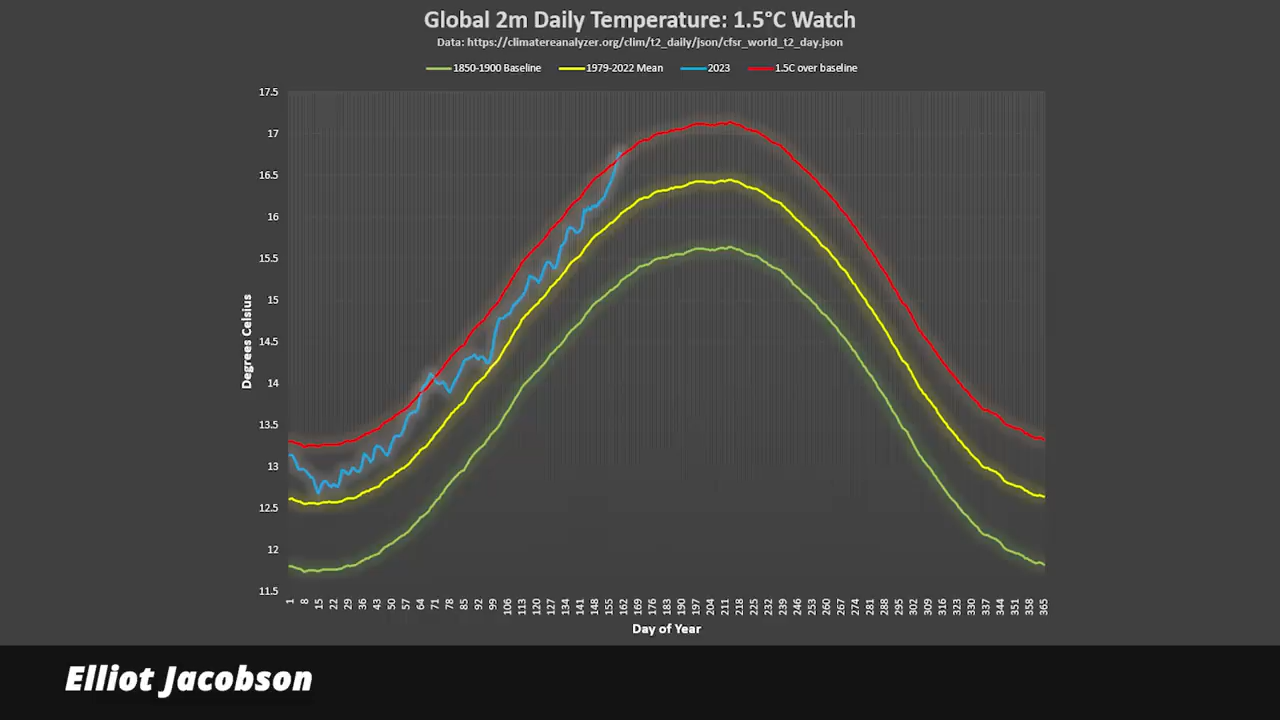 Global 2m Daily Temperature: 1.5°C Watch
Data: https://climatereanalyzer.org/clim/t2_daily/json/cfsr_world_t2_day.json
1850-1900 Baseline 1979-2022 Mean 2023 1.5C over baseline
17.5
17
16.5
16
15.5
15
14.5
14
13.5
13
12.5
12
11.5
Degrees Celsius
1 8 15 22 29 36 43 50 57 64 71 78 85 92 99 106 113 120 127 134 141 148 155 162 169 176 183 190 197 204 211 218 225 232 239 246 253 260 267 274 281 288 295 302 309 316 323 330 337 344 351 358 365
Day of Year
Elliot Jacobson